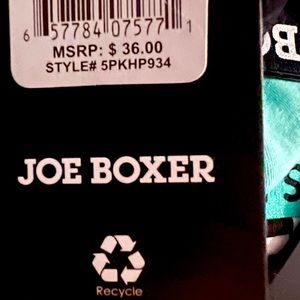 6 57784 07577 1
MSRP: $ 36.00
STYLE# 5PKHP934
JOE BOXER
Recycle